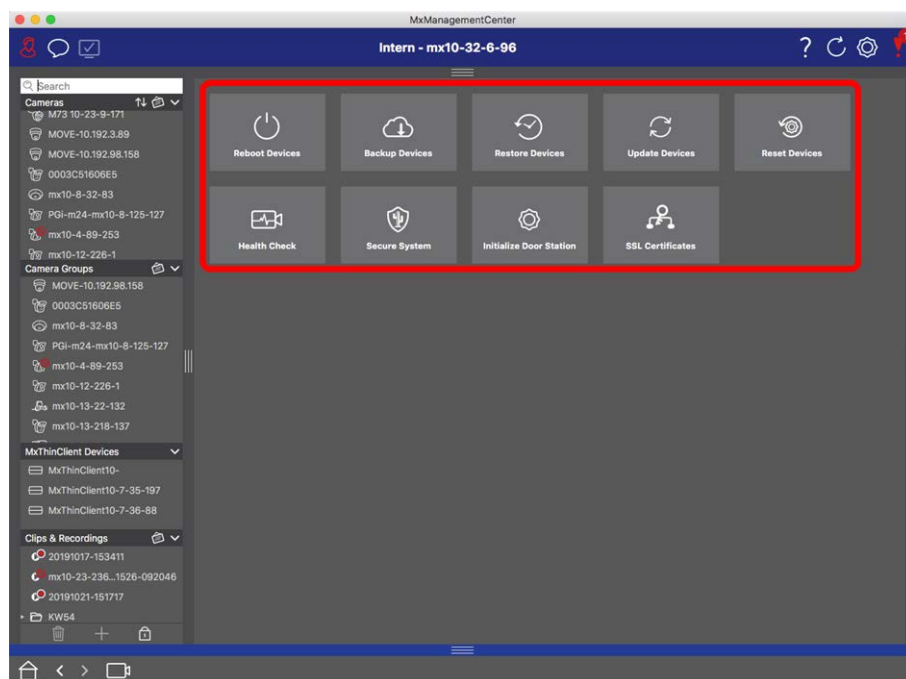 MxManagementCenter
Intern - mx10-32-6-96
?
Search
Cameras
M73 10-23-9-171
MOVE-10.192.3.89
MOVE-10.192.98.158
0003C51606E5
mx10-8-32-83
PGi-m24-mx10-8-125-127
mx10-4-89-253
mx10-12-226-1
Camera Groups
MOVE-10.192.98.158
0003C51606E5
mx10-8-32-83
PGi-m24-mx10-8-125-127
mx10-4-89-253
mx10-12-226-1
mx10-13-22-132
mx10-13-218-137
MxThinClient Devices
MxThinClient10-
MxThinClient10-7-35-197
MxThinClient10-7-36-88
Clips & Recordings
20191017-153411
mx10-23-236...1526-092046
20191021-151717
KW54
Reboot Devices
Backup Devices
Restore Devices
Update Devices
Reset Devices
Health Check
Secure System
Initialize Door Station
SSL Certificates